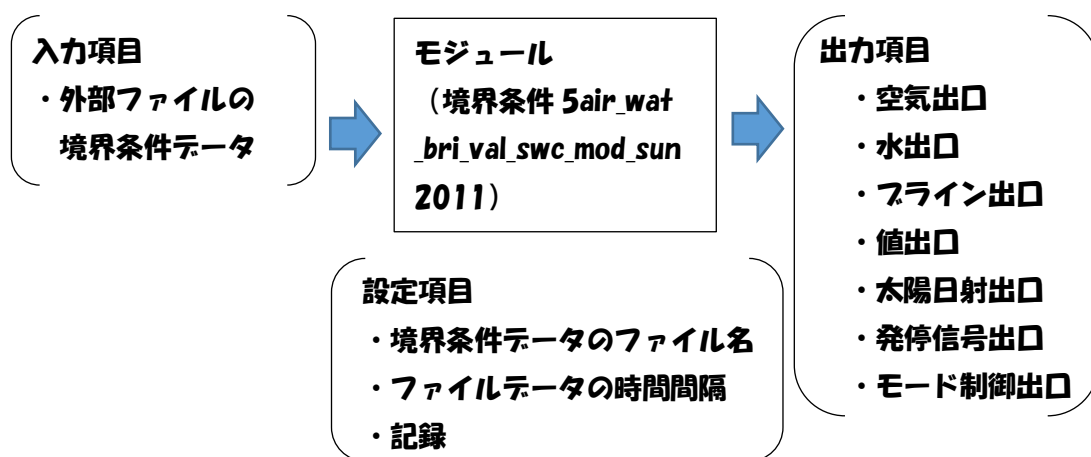 入力項目
・外部ファイルの
境界条件データ
モジュール
（境界条件 5air_wat
_bri_val_swc_mod_sun
2011）
出力項目
・空気出口
・水出口
・ブライン出口
・値出口
・太陽日射出口
・発停信号出口
・モード制御出口
設定項目
・境界条件データのファイル名
・ファイルデータの時間間隔
・記録